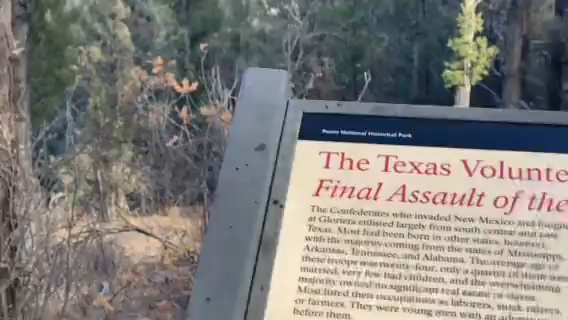 Pecos National Historical Park
The Texas Volunte
Final Assault of the
The Confederates who invaded New Mexico and fought
at Glorieta enlisted largely from south central and east
Texas. Most had been born in other states, however,
with the majority coming from the states of Mississippi,
Arkansas, Tennessee, and Alabama. The average age of
these troops was twenty-four, only a quarter of them were
married, very few had children, and the overwhelming
majority owned no significant real estate or slaves.
Most listed their occupations as laborers, stock raisers,
or farmers. They were young men with an
before them.